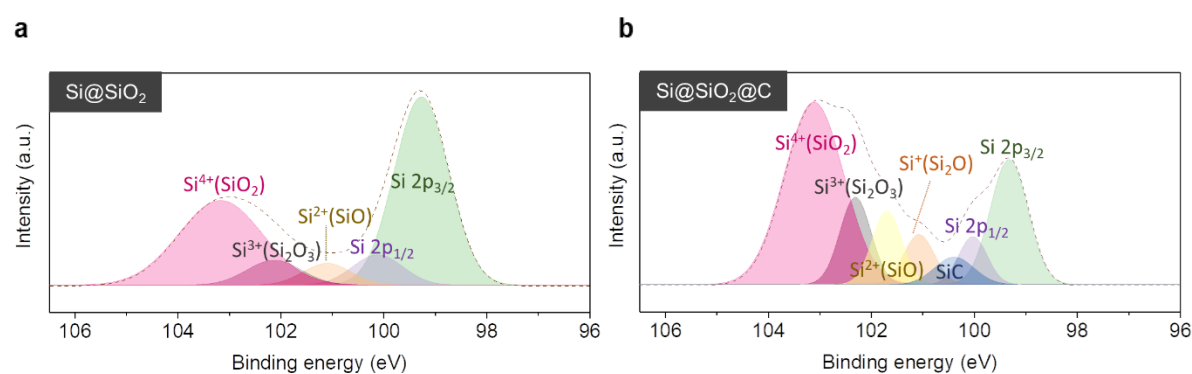 a
Si@SiO₂
Si⁴⁺(SiO₂)
Si³⁺(Si₂O₃)
Si²⁺(SiO)
Si 2p₁/₂
Si 2p₃/₂
Intensity (a.u.)
106 104 102 100 98 96
Binding energy (eV)
b
Si@SiO₂@C
Si⁴⁺(SiO₂)
Si³⁺(Si₂O₃)
Si²⁺(SiO)
Si⁺(Si₂O)
SiC
Si 2p₁/₂
Si 2p₃/₂
Intensity (a.u.)
106 104 102 100 98 96
Binding energy (eV)